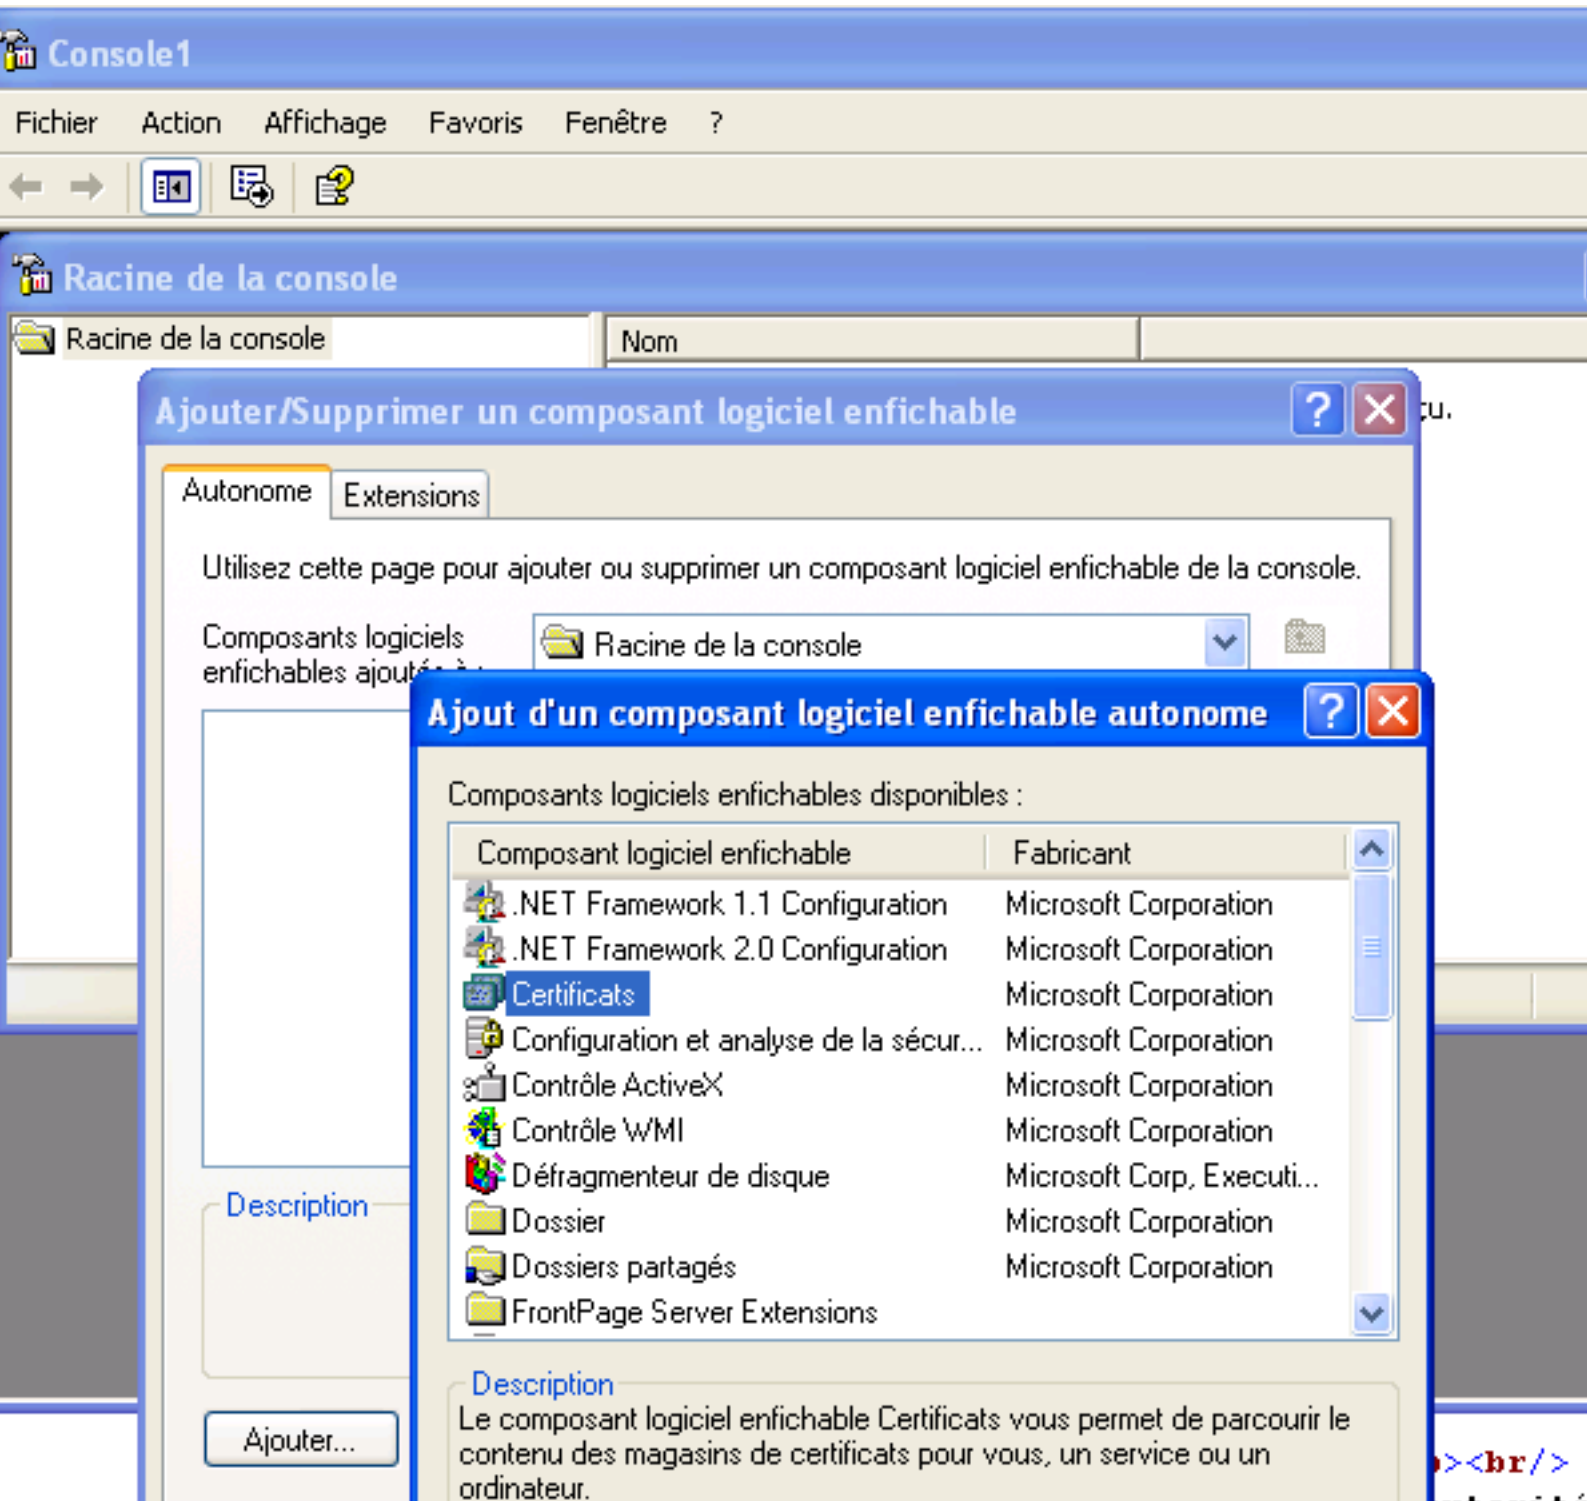 Console1
Fichier Action Affichage Favoris Fenêtre ?
Racine de la console
Racine de la console
Nom
Ajouter/Supprimer un composant logiciel enfichable
çu.
Autonome Extensions
Utilisez cette page pour ajouter ou supprimer un composant logiciel enfichable de la console.
Composants logiciels
enfichables ajoutés à :
Racine de la console
Ajout d'un composant logiciel enfichable autonome
Composants logiciels enfichables disponibles :
Composant logiciel enfichable Fabricant
.NET Framework 1.1 Configuration Microsoft Corporation
.NET Framework 2.0 Configuration Microsoft Corporation
Certificats Microsoft Corporation
Configuration et analyse de la sécur... Microsoft Corporation
Contrôle ActiveX Microsoft Corporation
Contrôle WMI Microsoft Corporation
Défragmenteur de disque Microsoft Corp, Executi...
Dossier Microsoft Corporation
Dossiers partagés Microsoft Corporation
FrontPage Server Extensions
Description
Description
Le composant logiciel enfichable Certificats vous permet de parcourir le
contenu des magasins de certificats pour vous, un service ou un
ordinateur.
Ajouter...
><br/>